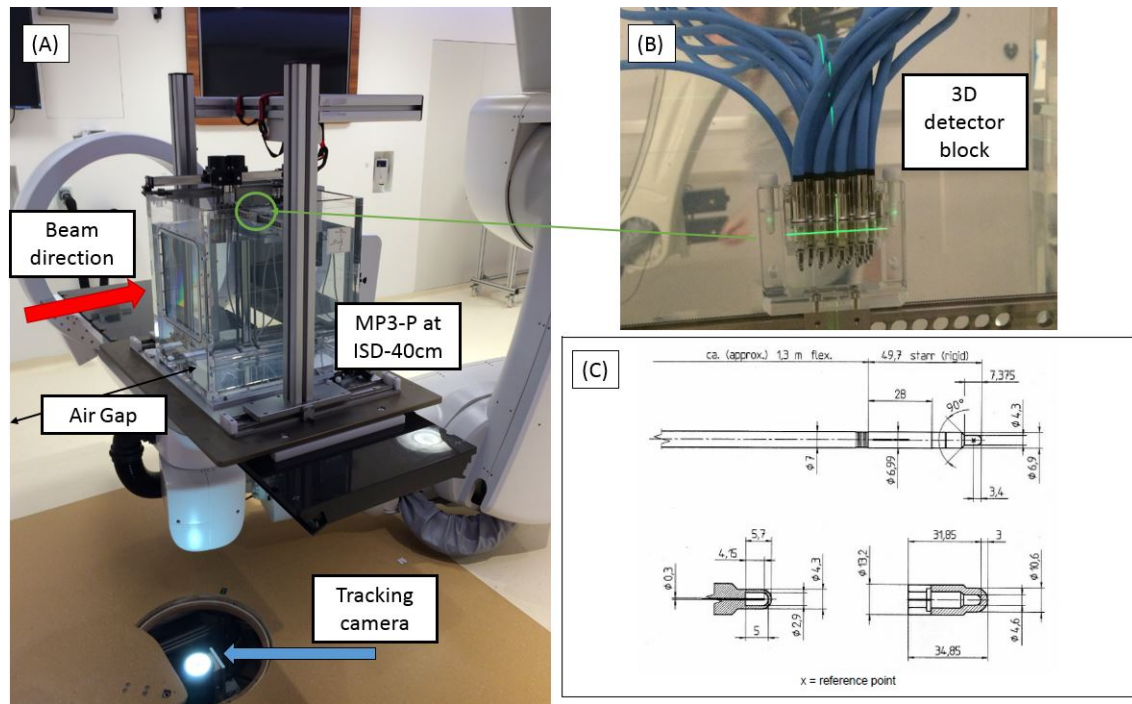 (A)
Beam
direction
MP3-P at
ISD-40cm
Air Gap
Tracking
camera
(B)
3D
detector
block
(C)
ca. (approx.) 1,3 m flex.
49,7 starr (rigid)
7,375
28
90°
ø 4,3
ø 7
ø 6,99
3,4
ø 6,9
5,7
4,15
ø 0,3
ø 4,3
ø 2,9
5
31,85
3
ø 13,2
ø 10,6
ø 4,6
34,85
x = reference point